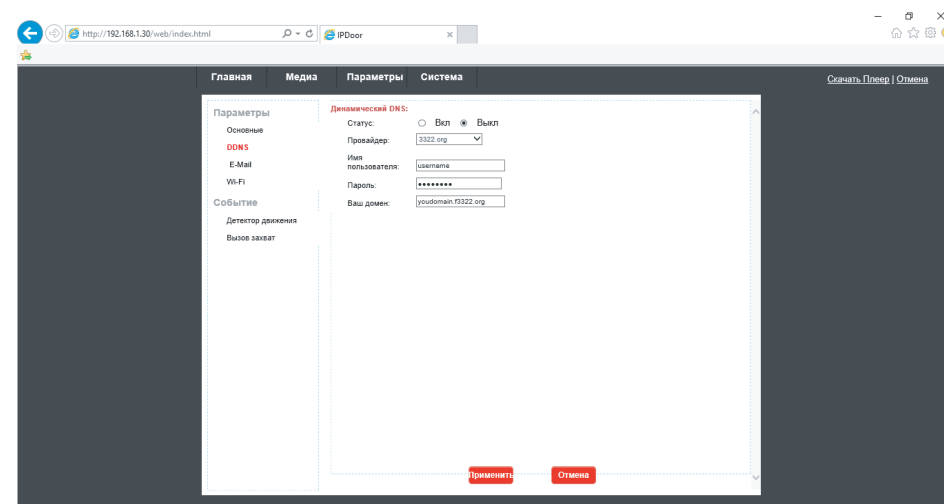 http://192.168.1.30/web/index.html
IPDoor
Главная Медиа Параметры Система
Скачать Плеер | Отмена
Параметры
Основные
DDNS
E-Mail
Wi-Fi
Событие
Детектор движения
Вызов захват
Динамический DNS:
Статус: Вкл Выкл
Провайдер: 3322.org
Имя
пользователя: username
Пароль: ••••••••
Ваш домен: youdomain.f3322.org
Применить Отмена